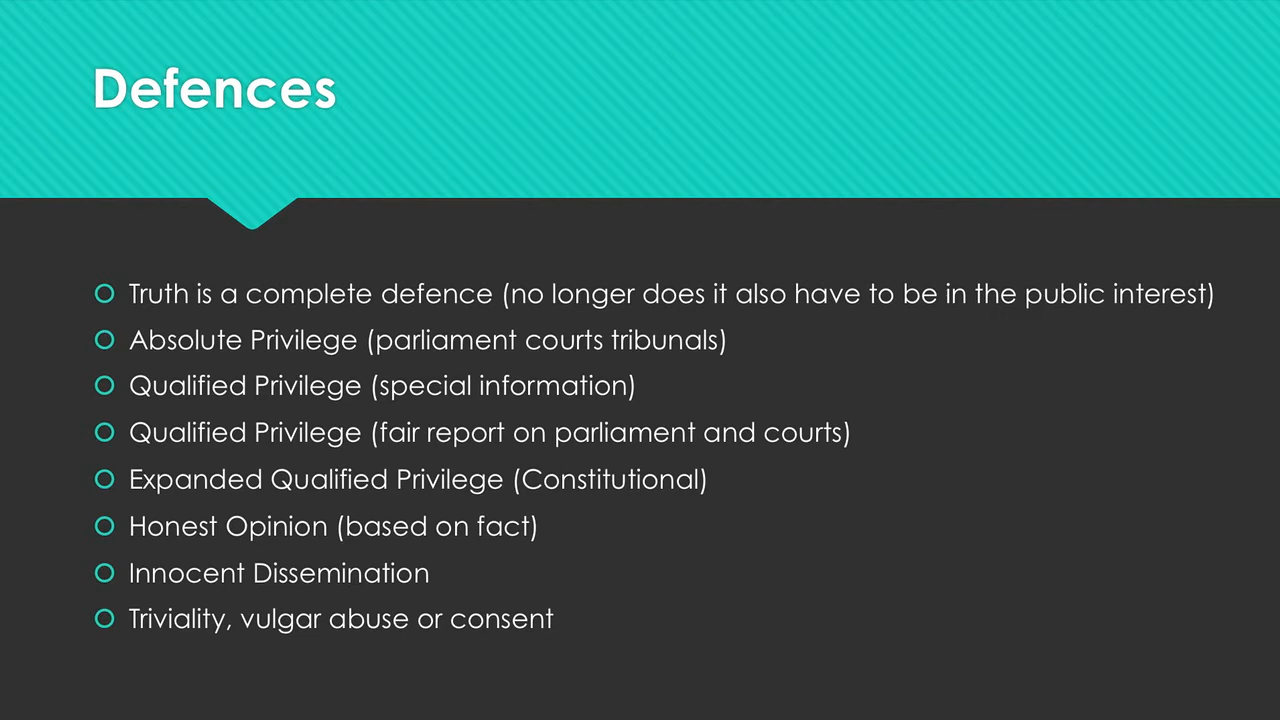 Defences
Truth is a complete defence (no longer does it also have to be in the public interest)
Absolute Privilege (parliament courts tribunals)
Qualified Privilege (special information)
Qualified Privilege (fair report on parliament and courts)
Expanded Qualified Privilege (Constitutional)
Honest Opinion (based on fact)
Innocent Dissemination
Triviality, vulgar abuse or consent